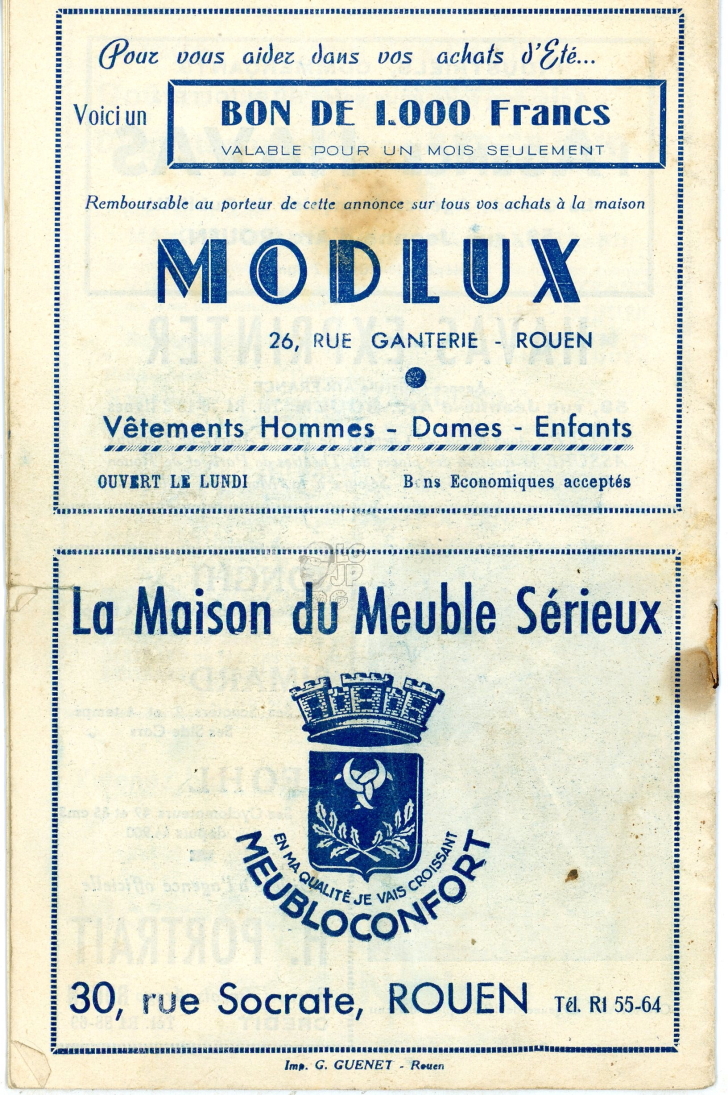 Pour vous aider dans vos achats d'Eté...
Voici un
BON DE 1.000 Francs
VALABLE POUR UN MOIS SEULEMENT
Remboursable au porteur de cette annonce sur tous vos achats à la maison
MODLUX
26, RUE GANTERIE - ROUEN
Vêtements Hommes - Dames - Enfants
OUVERT LE LUNDI Bons Economiques acceptés
La Maison du Meuble Sérieux
EN MA QUALITÉ JE VAIS CROISSANT
MEUBLOCONFORT
30, rue Socrate, ROUEN Tél. RI 55-64
Imp. G. GUENET - Rouen